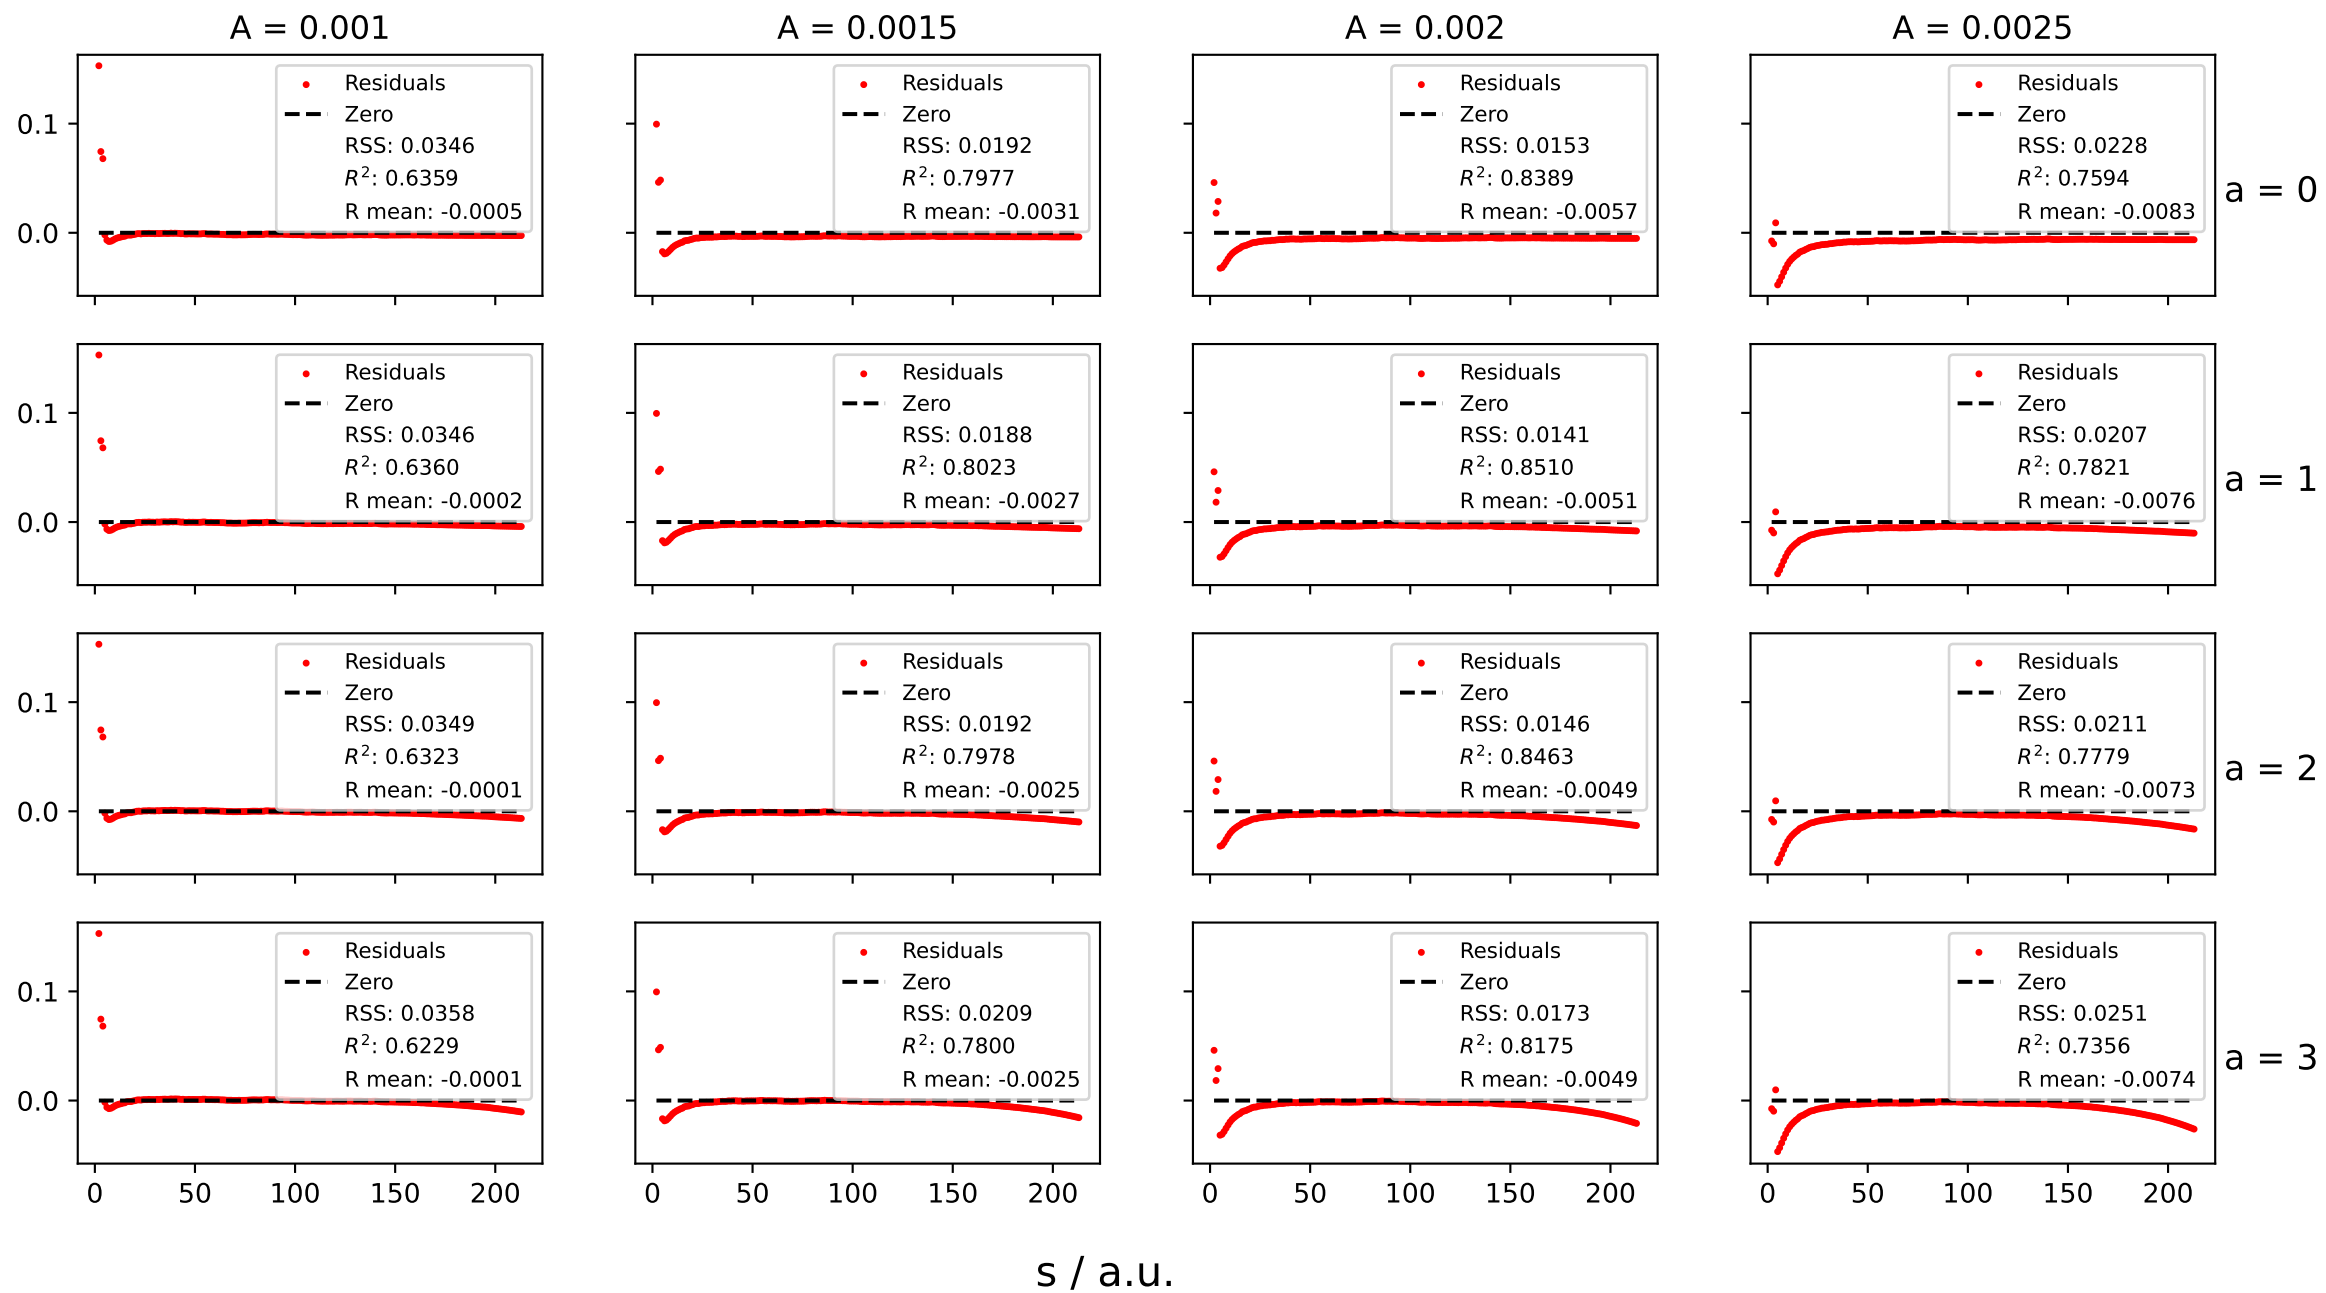 A = 0.001
A = 0.0015
A = 0.002
A = 0.0025
0.1
0.0
Residuals
Zero
RSS: 0.0346
R²: 0.6359
R mean: -0.0005
Residuals
Zero
RSS: 0.0192
R²: 0.7977
R mean: -0.0031
Residuals
Zero
RSS: 0.0153
R²: 0.8389
R mean: -0.0057
Residuals
Zero
RSS: 0.0228
R²: 0.7594
R mean: -0.0083
a = 0
0.1
0.0
Residuals
Zero
RSS: 0.0346
R²: 0.6360
R mean: -0.0002
Residuals
Zero
RSS: 0.0188
R²: 0.8023
R mean: -0.0027
Residuals
Zero
RSS: 0.0141
R²: 0.8510
R mean: -0.0051
Residuals
Zero
RSS: 0.0207
R²: 0.7821
R mean: -0.0076
a = 1
0.1
0.0
Residuals
Zero
RSS: 0.0349
R²: 0.6323
R mean: -0.0001
Residuals
Zero
RSS: 0.0192
R²: 0.7978
R mean: -0.0025
Residuals
Zero
RSS: 0.0146
R²: 0.8463
R mean: -0.0049
Residuals
Zero
RSS: 0.0211
R²: 0.7779
R mean: -0.0073
a = 2
0.1
0.0
Residuals
Zero
RSS: 0.0358
R²: 0.6229
R mean: -0.0001
Residuals
Zero
RSS: 0.0209
R²: 0.7800
R mean: -0.0025
Residuals
Zero
RSS: 0.0173
R²: 0.8175
R mean: -0.0049
Residuals
Zero
RSS: 0.0251
R²: 0.7356
R mean: -0.0074
a = 3
0 50 100 150 200
0 50 100 150 200
0 50 100 150 200
0 50 100 150 200
s / a.u.